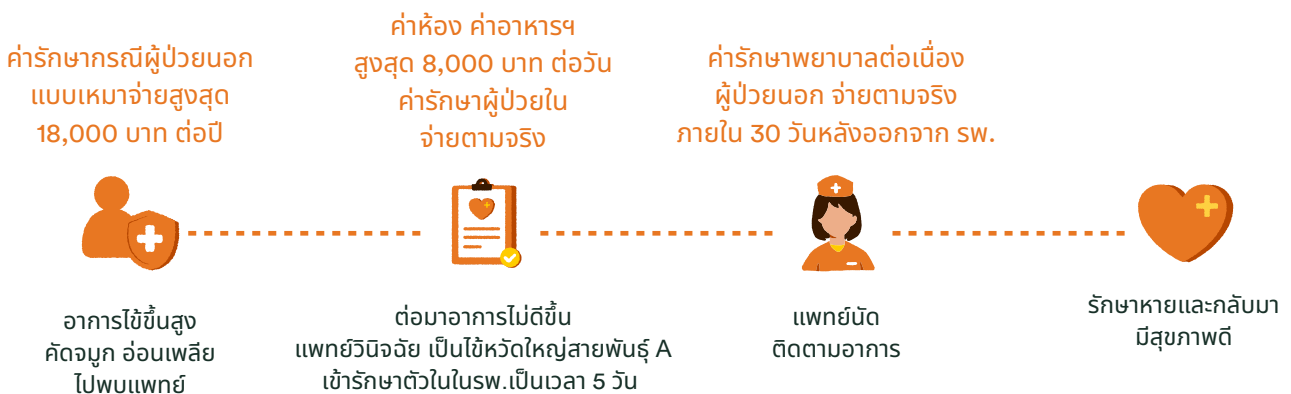 ค่ารักษากรณีผู้ป่วยนอก
แบบเหมาจ่ายสูงสุด
18,000 บาท ต่อปี
ค่าห้อง ค่าอาหารฯ
สูงสุด 8,000 บาท ต่อวัน
ค่ารักษาผู้ป่วยใน
จ่ายตามจริง
ค่ารักษาพยาบาลต่อเนื่อง
ผู้ป่วยนอก จ่ายตามจริง
ภายใน 30 วันหลังออกจาก รพ.
อาการไข้ขึ้นสูง
คัดจมูก อ่อนเพลีย
ไปพบแพทย์
ต่อมาอาการไม่ดีขึ้น
แพทย์วินิจฉัย เป็นไข้หวัดใหญ่สายพันธุ์ A
เข้ารักษาตัวในในรพ.เป็นเวลา 5 วัน
แพทย์นัด
ติดตามอาการ
รักษาหายและกลับมา
มีสุขภาพดี